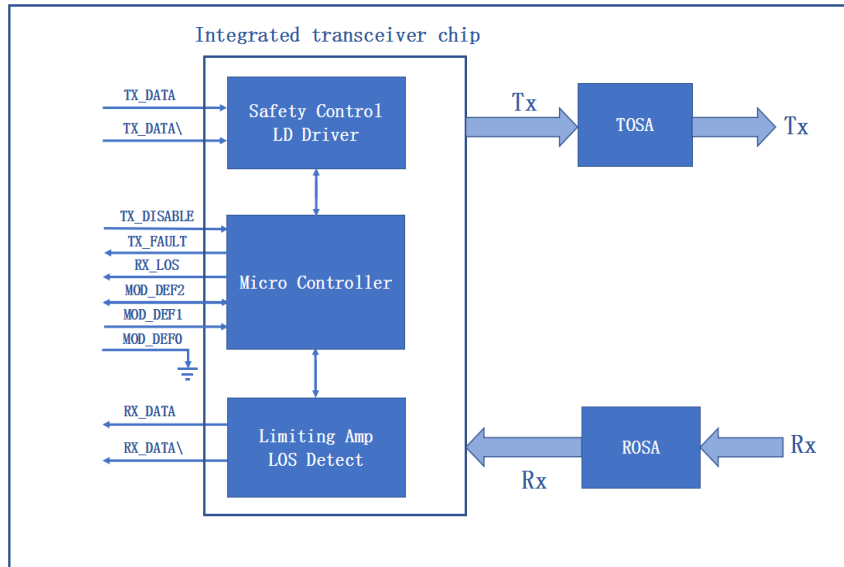 Integrated transceiver chip
TX_DATA
TX_DATA\
Safety Control
LD Driver
Tx
TOSA
Tx
TX_DISABLE
TX_FAULT
RX_LOS
MOD_DEF2
MOD_DEF1
MOD_DEF0
Micro Controller
RX_DATA
RX_DATA\
Limiting Amp
LOS Detect
Rx
ROSA
Rx